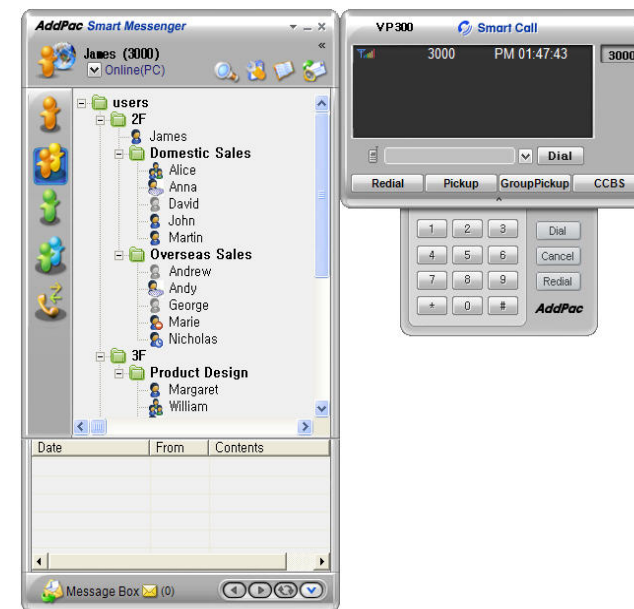 AddPac Smart Messenger
James (3000)
Online(PC)
users
2F
James
Domestic Sales
Alice
Anna
David
John
Martin
Overseas Sales
Andrew
Andy
George
Marie
Nicholas
3F
Product Design
Margaret
William
Date From Contents
Message Box (0)
VP300 Smart Call
3000 PM 01:47:43 3000
Dial
Redial Pickup GroupPickup CCBS
1 2 3 Dial
4 5 6 Cancel
7 8 9 Redial
* 0 # AddPac